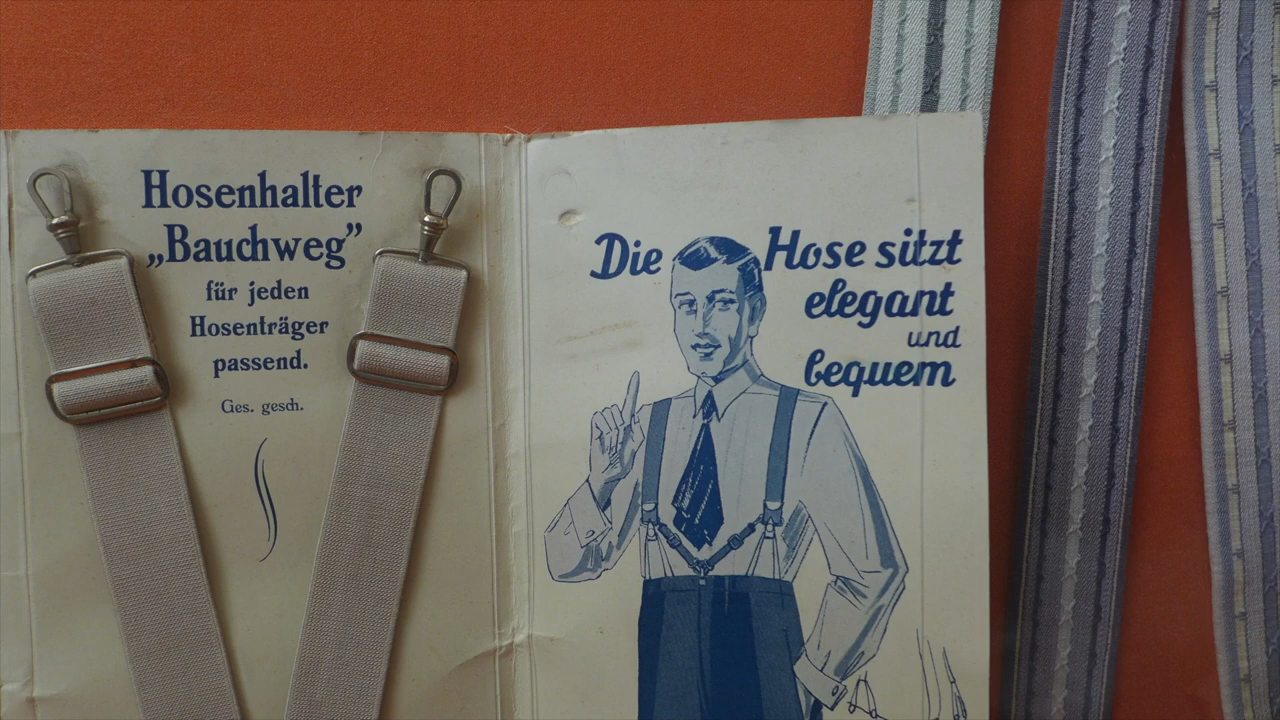 Hosenhalter
„Bauchweg”
für jeden
Hosenträger
passend.
Ges. gesch.
Die Hose sitzt
elegant
und
bequem